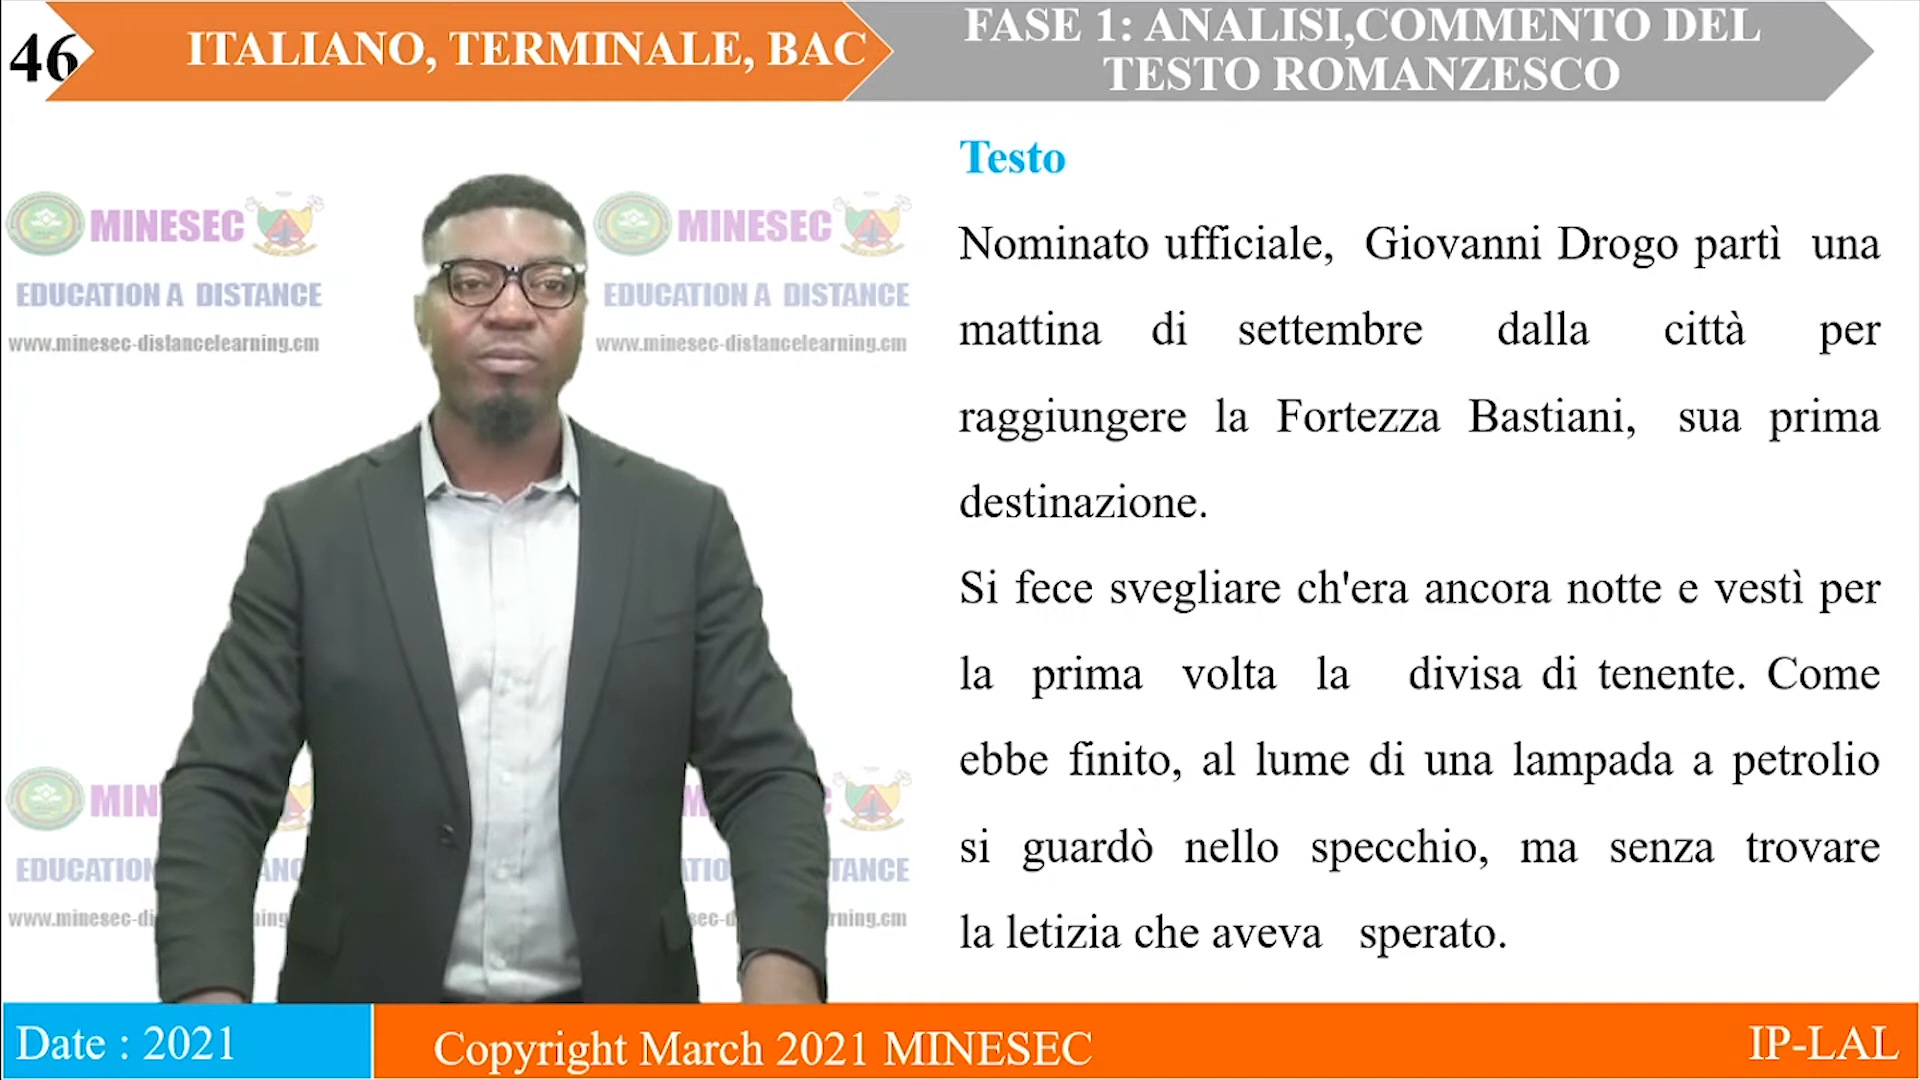 46
ITALIANO, TERMINALE, BAC
FASE 1: ANALISI,COMMENTO DEL
TESTO ROMANZESCO
MINESEC
EDUCATION A DISTANCE
www.minesec-distancelearning.cm
MINESEC
EDUCATION A DISTANCE
www.minesec-distancelearning.cm
Testo
Nominato ufficiale, Giovanni Drogo partì una
mattina di settembre dalla città per
raggiungere la Fortezza Bastiani, sua prima
destinazione.
Si fece svegliare ch'era ancora notte e vestì per
la prima volta la divisa di tenente. Come
ebbe finito, al lume di una lampada a petrolio
si guardò nello specchio, ma senza trovare
la letizia che aveva sperato.
Date : 2021
Copyright March 2021 MINESEC
IP-LAL